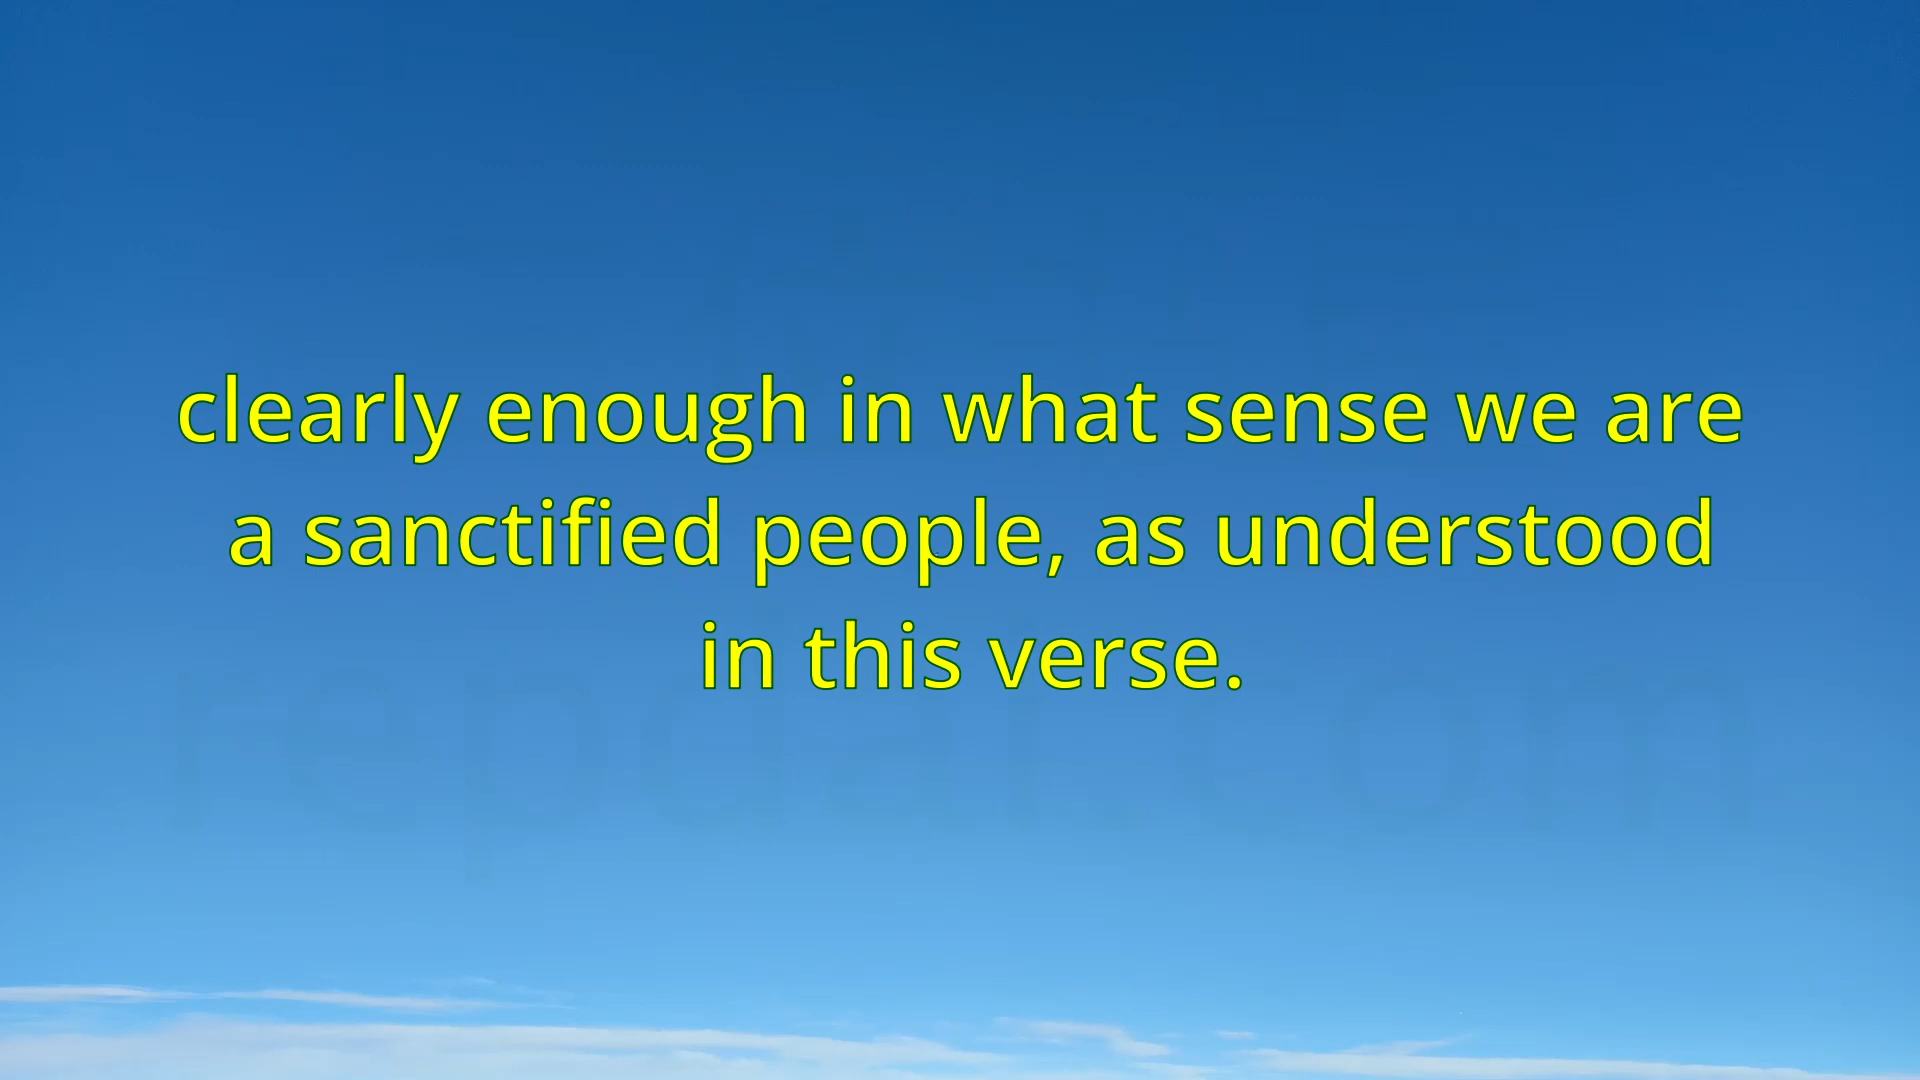 clearly enough in what sense we are
a sanctified people, as understood
in this verse.